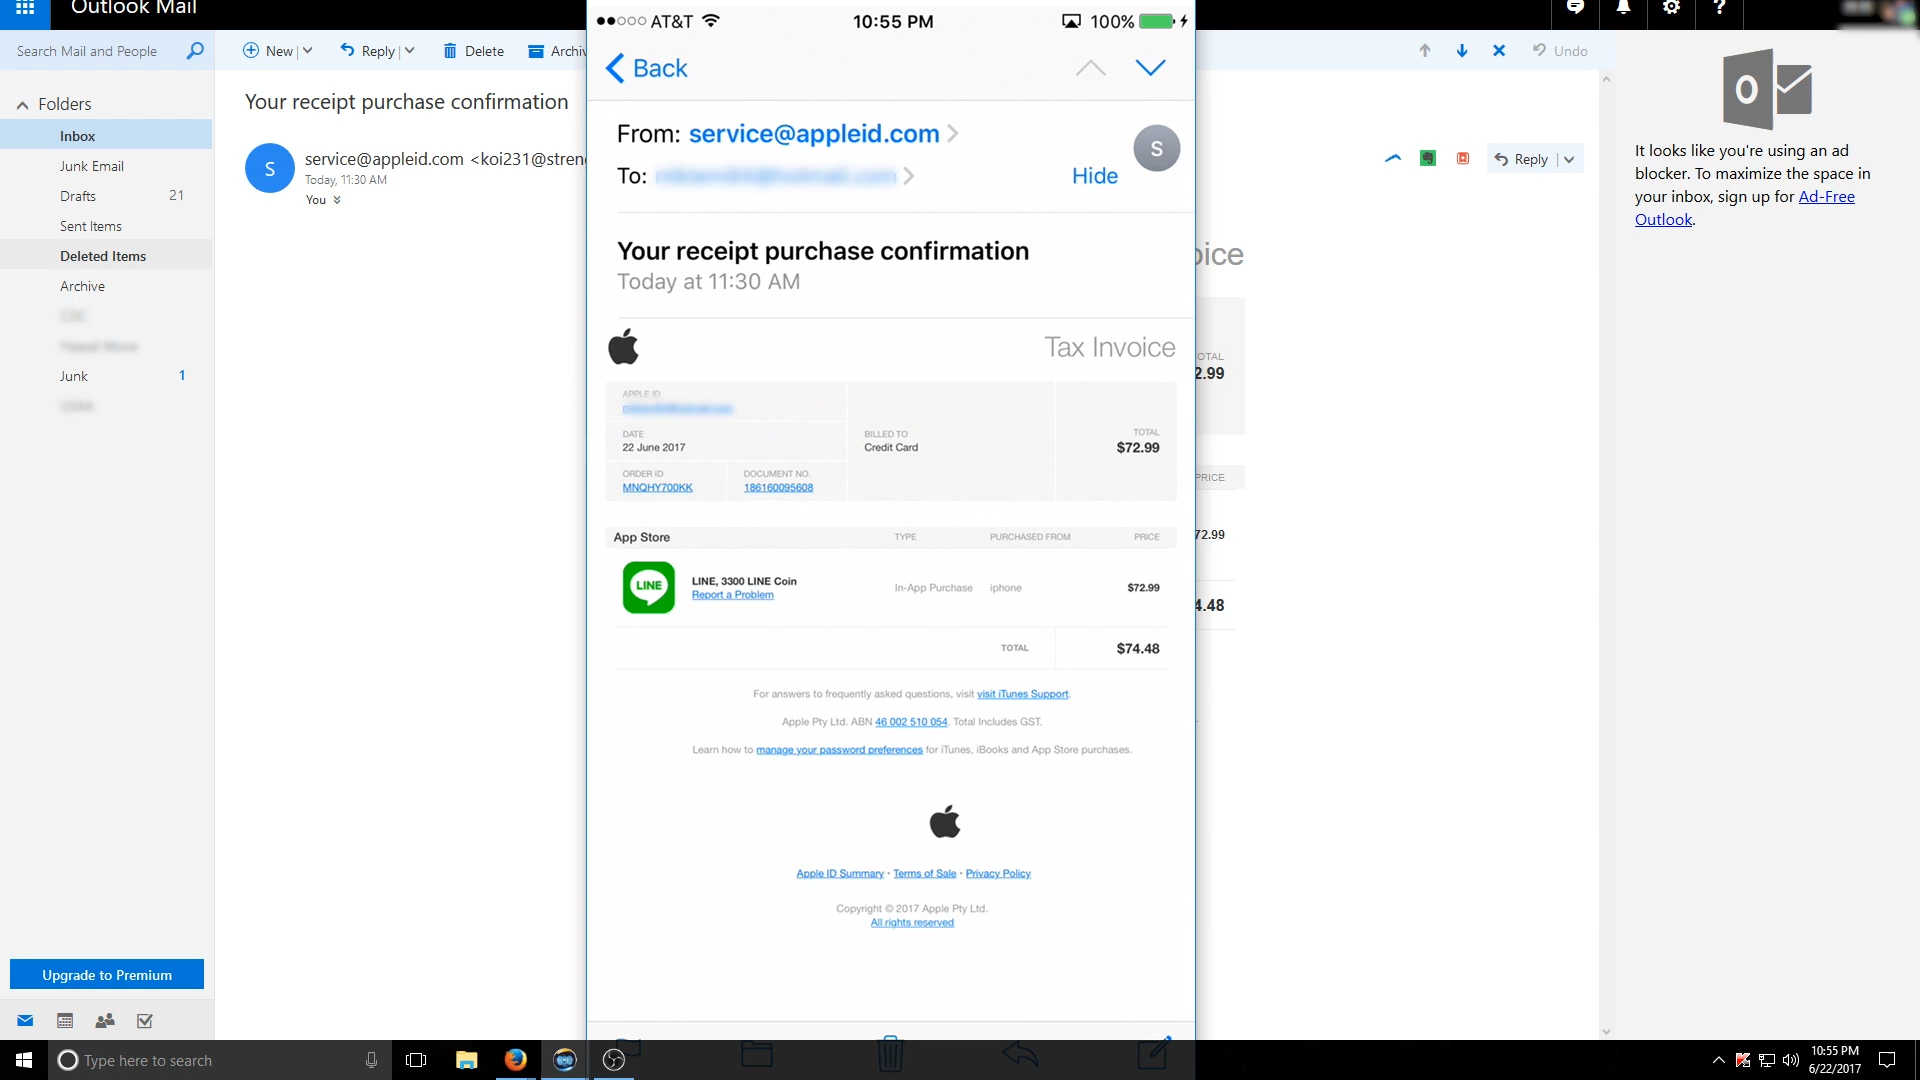 Outlook Mail
Search Mail and People
New
Reply
Delete
Archiv
Undo
Folders
Inbox
Junk Email
Drafts 21
Sent Items
Deleted Items
Archive
Junk 1
Upgrade to Premium
Your receipt purchase confirmation
S
service@appleid.com <koi231@stren
Today, 11:30 AM
You
AT&T 10:55 PM 100%
Back
From: service@appleid.com
S
To:
Hide
Your receipt purchase confirmation
Today at 11:30 AM
Tax Invoice
APPLE ID
DATE
22 June 2017
BILLED TO
Credit Card
TOTAL
$72.99
ORDER ID
MNQHY700KK
DOCUMENT NO.
186160095608
App Store TYPE PURCHASED FROM PRICE
LINE
LINE, 3300 LINE Coin
Report a Problem
In-App Purchase iphone $72.99
TOTAL $74.48
For answers to frequently asked questions, visit visit iTunes Support.
Apple Pty Ltd. ABN 46 002 510 054. Total Includes GST.
Learn how to manage your password preferences for iTunes, iBooks and App Store purchases.
Apple ID Summary · Terms of Sale · Privacy Policy
Copyright © 2017 Apple Pty Ltd.
All rights reserved
Reply
oice
OTAL
2.99
PRICE
72.99
4.48
It looks like you're using an ad
blocker. To maximize the space in
your inbox, sign up for Ad-Free
Outlook.
Type here to search
10:55 PM
6/22/2017